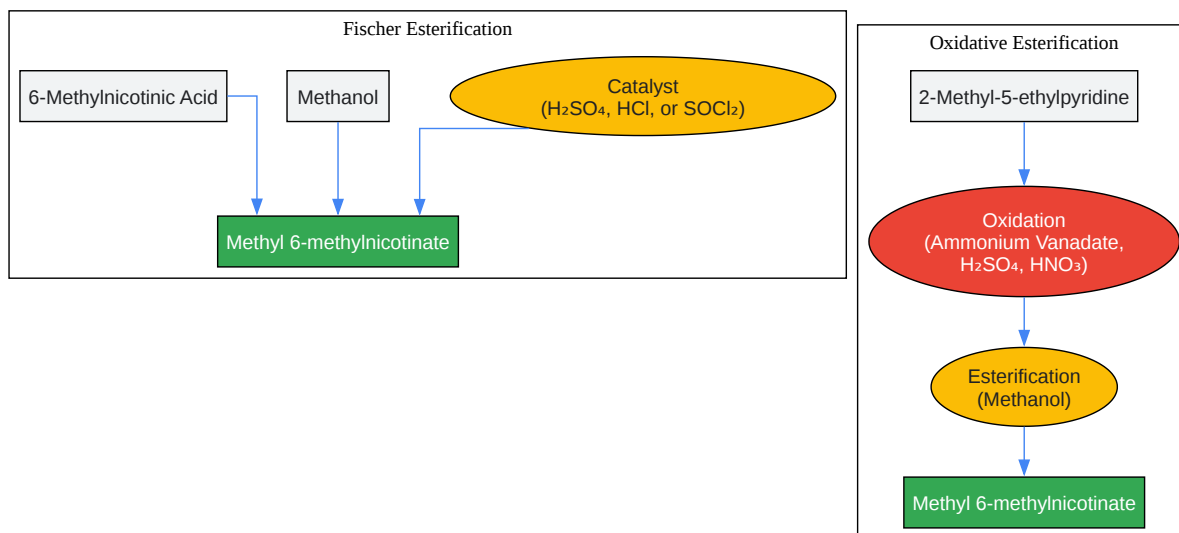 Fischer Esterification
6-Methylnicotinic Acid
Methanol
Catalyst
(H₂SO₄, HCl, or SOCl₂)
Methyl 6-methylnicotinate
Oxidative Esterification
2-Methyl-5-ethylpyridine
Oxidation
(Ammonium Vanadate,
H₂SO₄, HNO₃)
Esterification
(Methanol)
Methyl 6-methylnicotinate